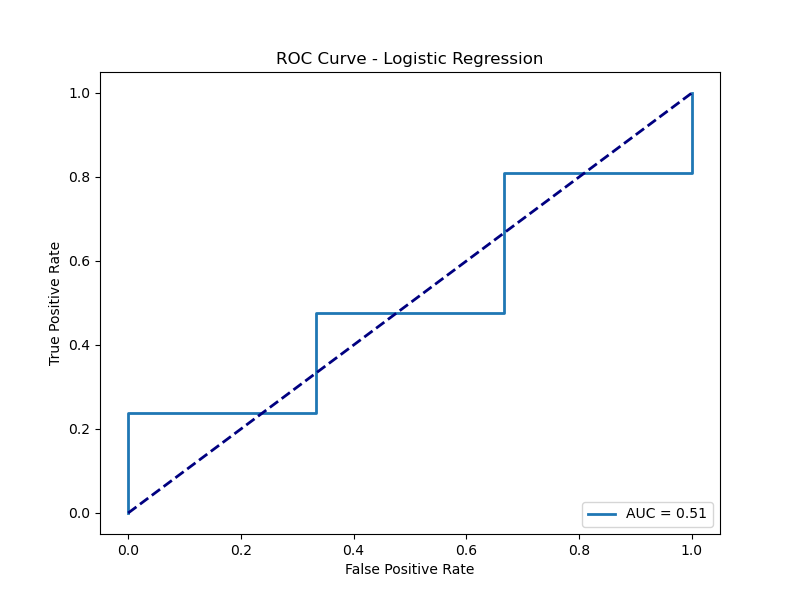 ROC Curve - Logistic Regression
1.0
0.8
0.6
0.4
0.2
0.0
True Positive Rate
0.0 0.2 0.4 0.6 0.8 1.0
False Positive Rate
AUC = 0.51